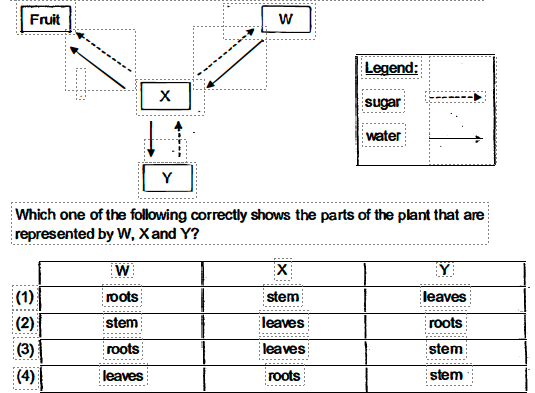 Fruit
W
X
Y
Legend:
sugar
water
Which one of the following correctly shows the parts of the plant that are
represented by W, X and Y?
W X Y
(1) roots stem leaves
(2) stem leaves roots
(3) roots leaves stem
(4) leaves roots stem